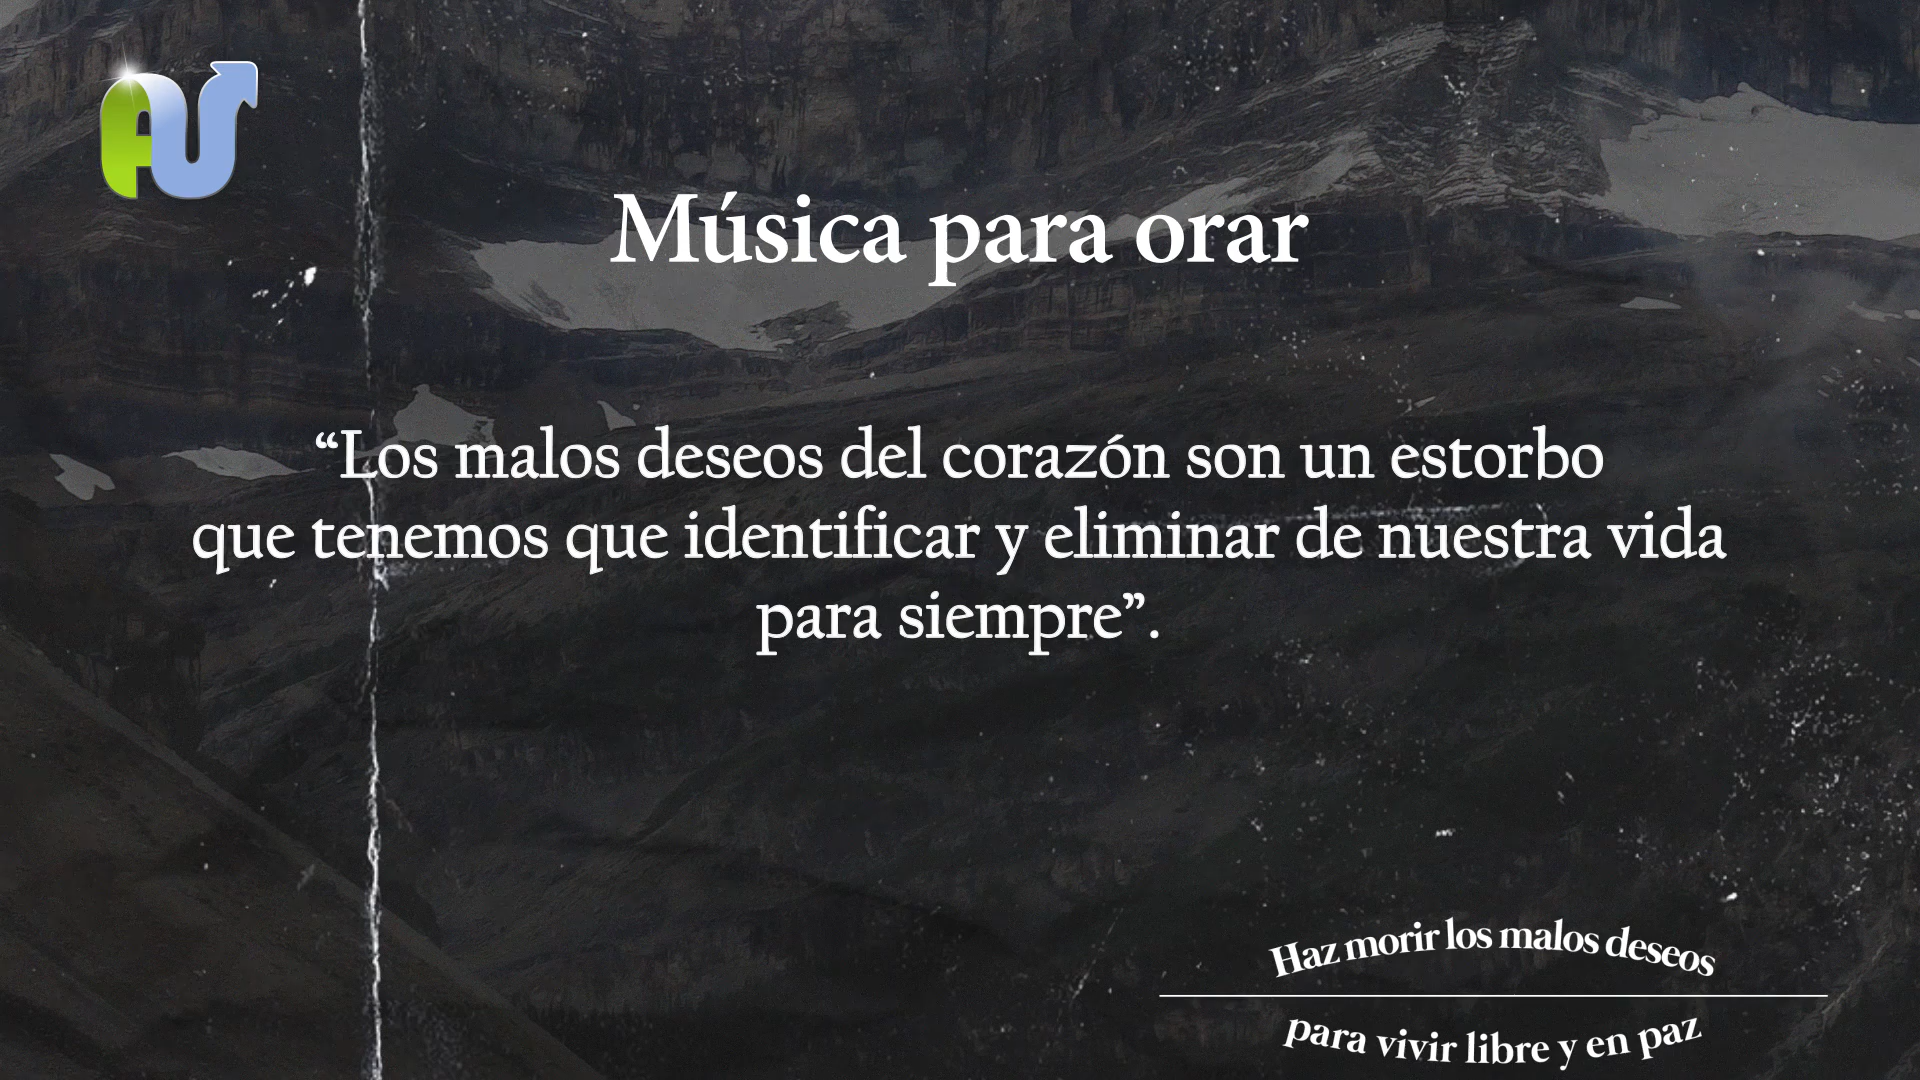 AU
Música para orar
“Los malos deseos del corazón son un estorbo
que tenemos que identificar y eliminar de nuestra vida
para siempre”.
Haz morir los malos deseos
para vivir libre y en paz